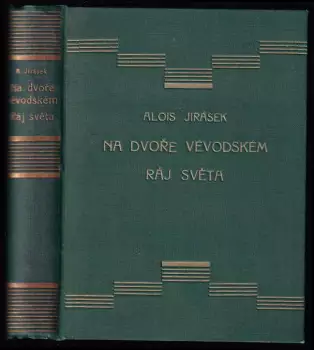 A. Jirásek
Na dvoře
vévodském
Ráj světa
ALOIS JIRÁSEK
NA DVOŘE VÉVODSKÉM
RÁJ SVĚTA